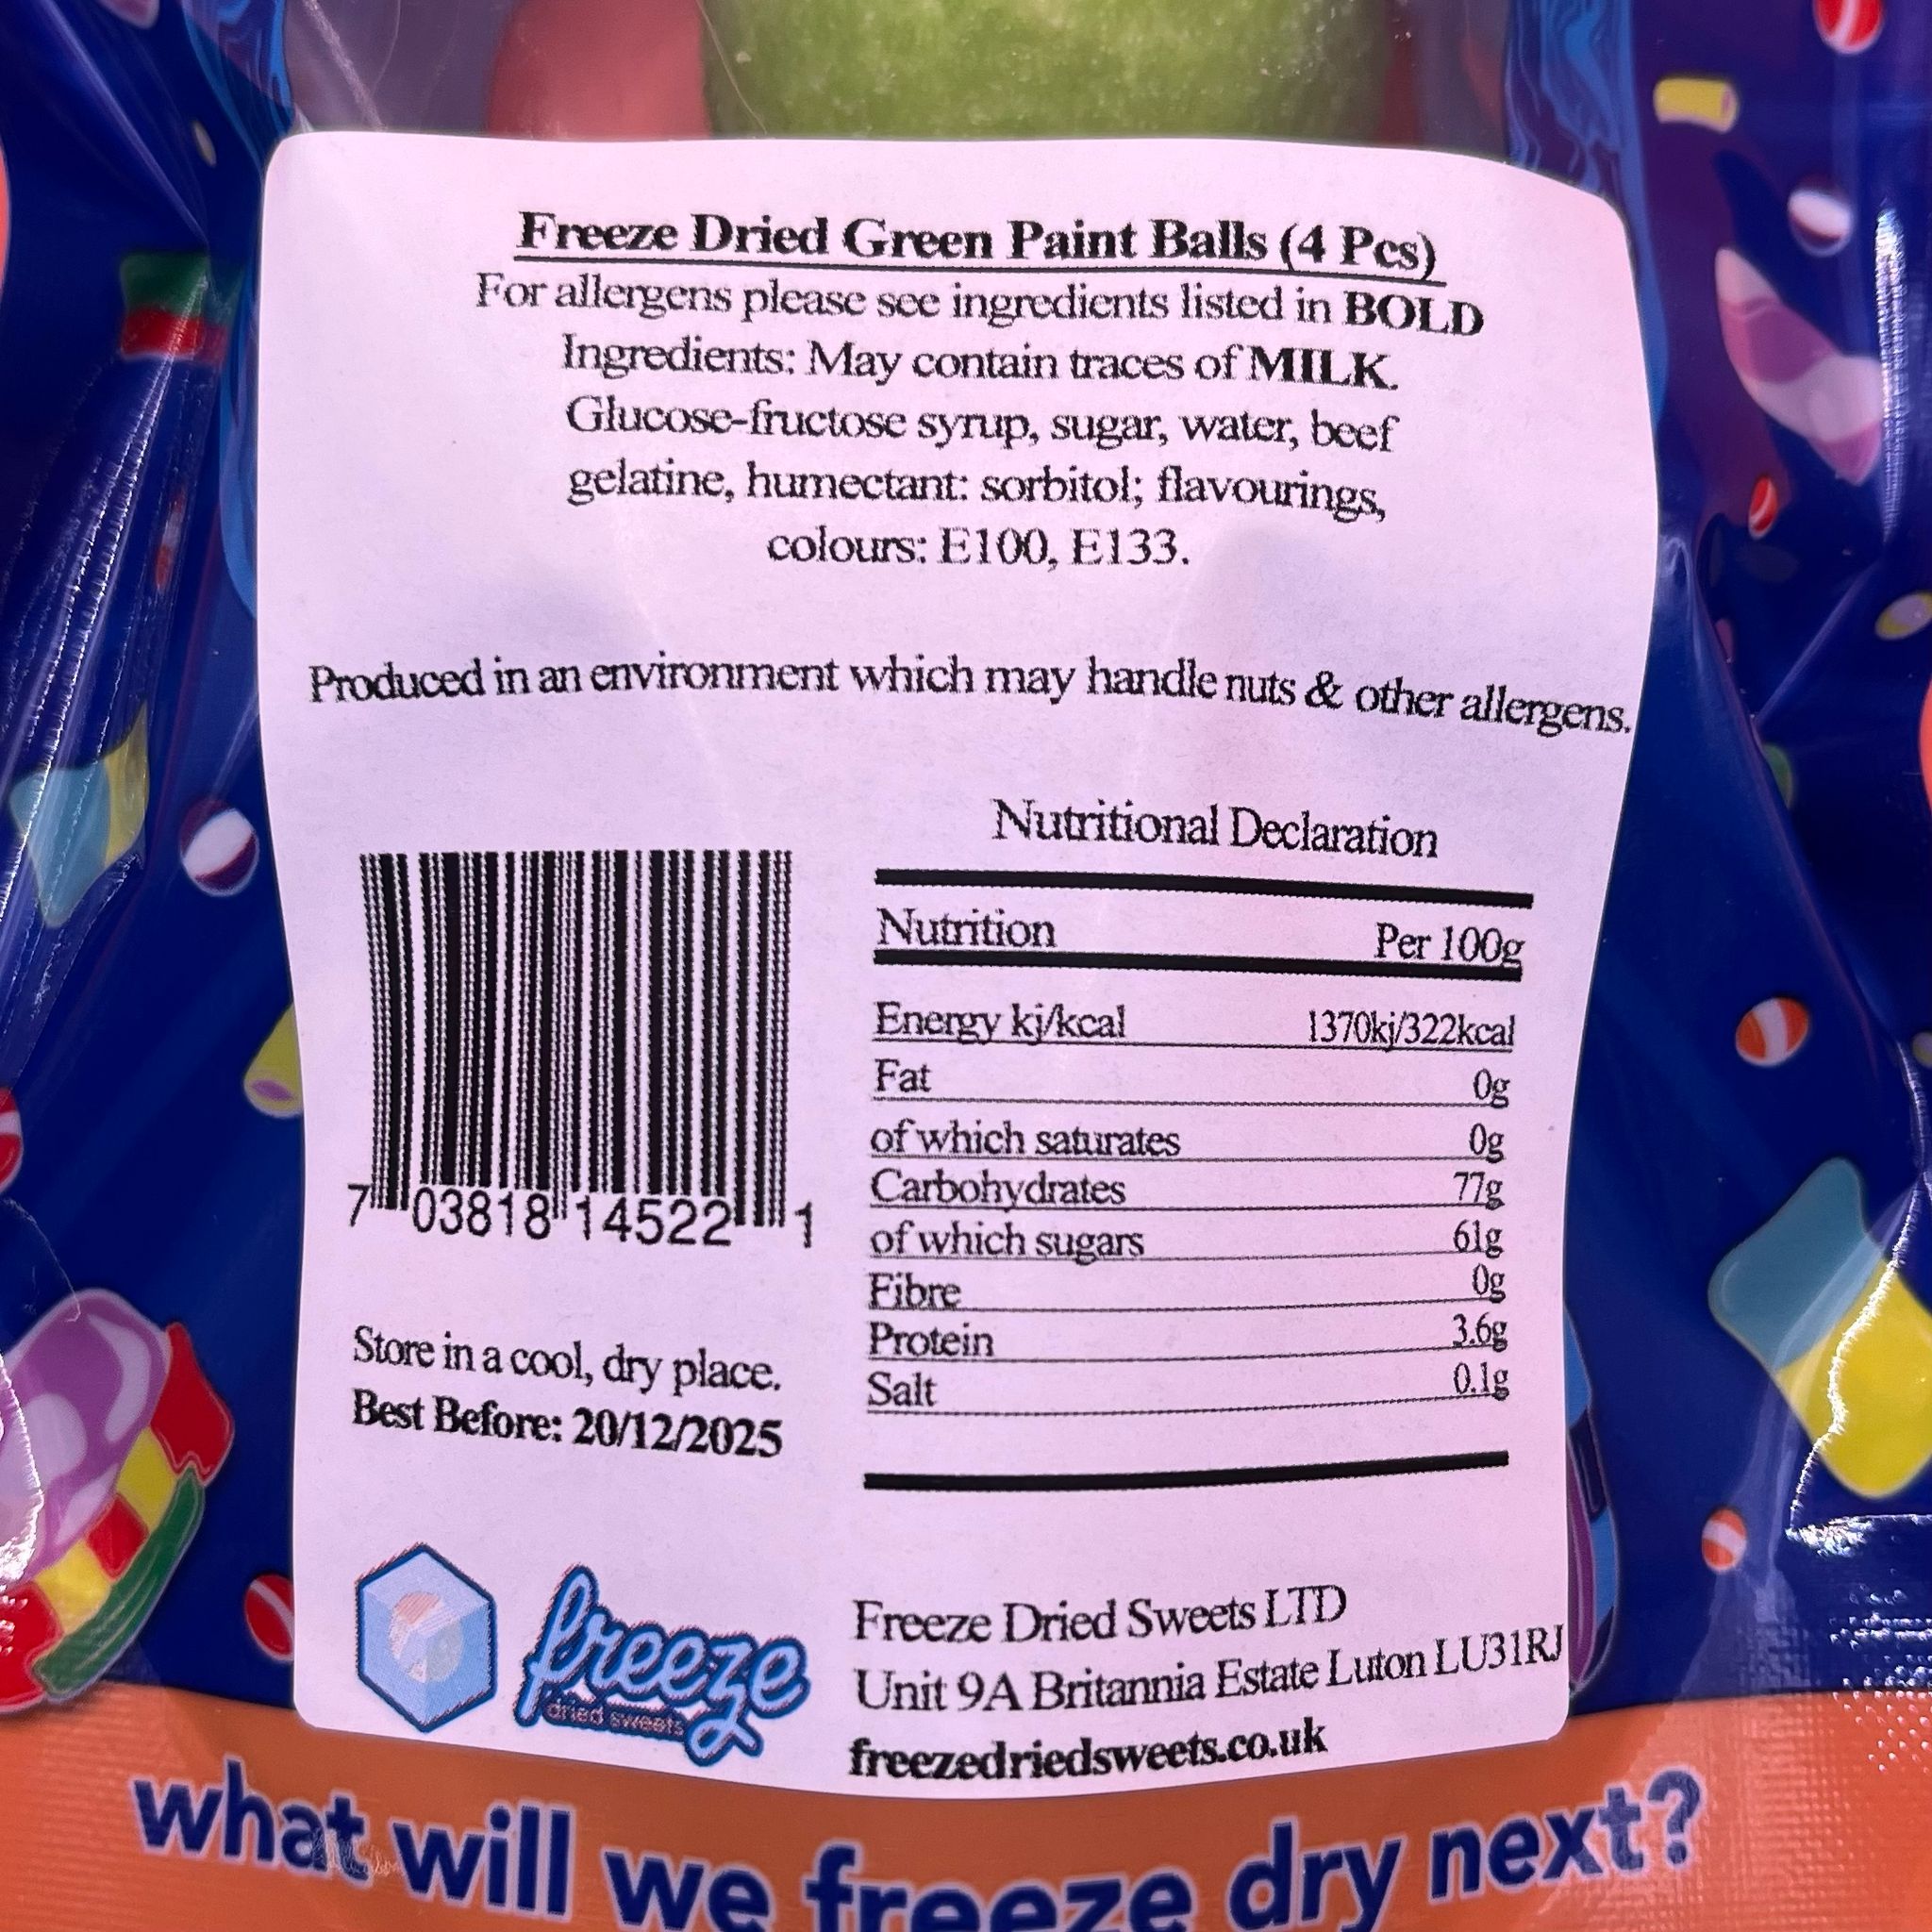 Freeze Dried Green Paint Balls (4 Pcs)
For allergens please see ingredients listed in BOLD
Ingredients: May contain traces of MILK.
Glucose-fructose syrup, sugar, water, beef
gelatine, humectant: sorbitol; flavourings,
colours: E100, E133.
Produced in an environment which may handle nuts & other allergens.
Nutritional Declaration
Nutrition Per 100g
Energy kj/kcal 1370kj/322kcal
Fat 0g
of which saturates 0g
Carbohydrates 77g
of which sugars 61g
Fibre 0g
Protein 3.6g
Salt 0.1g
7 03818 14522 1
Store in a cool, dry place.
Best Before: 20/12/2025
freeze
dried sweets
Freeze Dried Sweets LTD
Unit 9A Britannia Estate Luton LU31RJ
freezedriedsweets.co.uk
what will we freeze dry next?